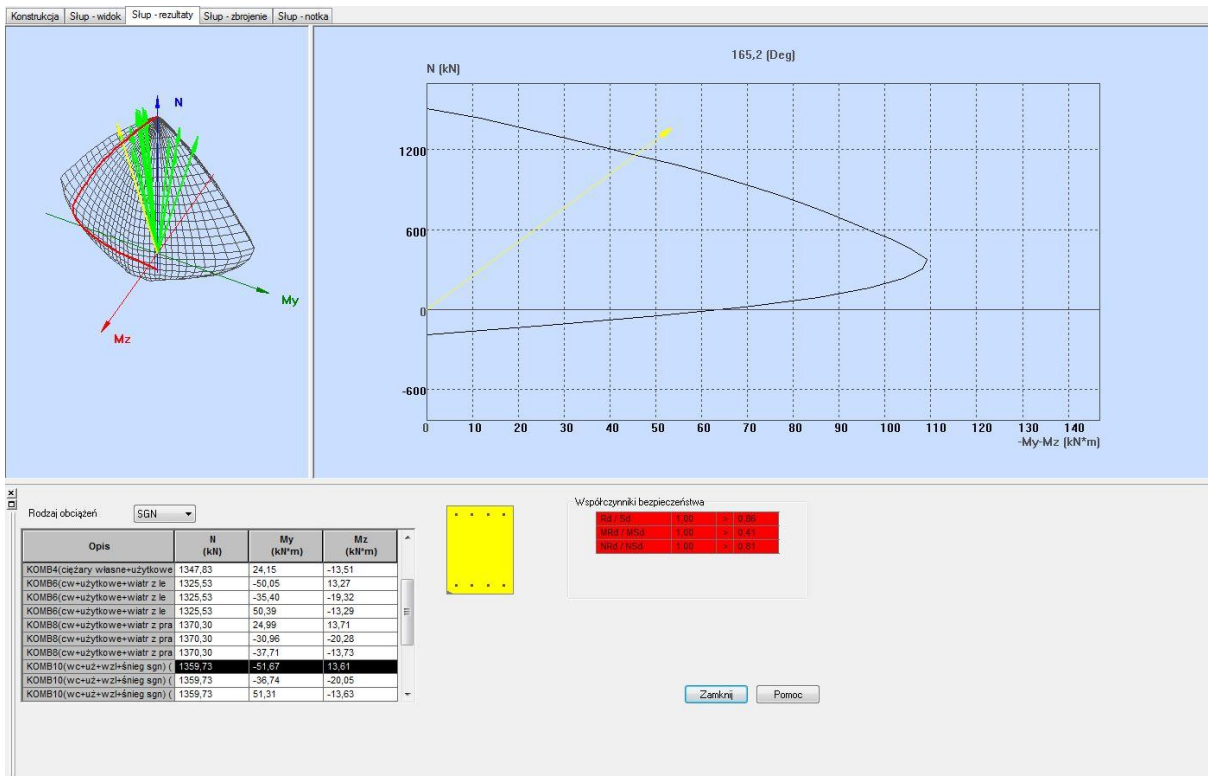 Konstrukcja Słup - widok Słup - rezultaty Słup - zbrojenie Słup - notka
N
My
Mz
165,2 (Deg)
N (kN)
1200
600
0
-600
0 10 20 30 40 50 60 70 80 90 100 110 120 130 140
-My-Mz (kN*m)
Rodzaj obciążeń SGN
Opis N (kN) My (kN*m) Mz (kN*m)
KOMB4(ciężary własne+użytkowe 1347,83 24,15 -13,51
KOMB6(cw+użytkowe+wiatr z le 1325,53 -50,05 13,27
KOMB6(cw+użytkowe+wiatr z le 1325,53 -35,40 -19,32
KOMB6(cw+użytkowe+wiatr z le 1325,53 50,39 -13,29
KOMB8(cw+użytkowe+wiatr z pra 1370,30 24,99 13,71
KOMB8(cw+użytkowe+wiatr z pra 1370,30 -30,96 -20,28
KOMB8(cw+użytkowe+wiatr z pra 1370,30 -37,71 -13,73
KOMB10(wc+uż+wzl+śnieg sgn) ( 1359,73 -51,67 13,61
KOMB10(wc+uż+wzl+śnieg sgn) ( 1359,73 -36,74 -20,05
KOMB10(wc+uż+wzl+śnieg sgn) ( 1359,73 51,31 -13,63
Współczynniki bezpieczeństwa
Rd / Sd 1,00 > 0,86
MRd / MSd 1,00 > 0,41
NRd / NSd 1,00 > 0,81
Zamknij Pomoc